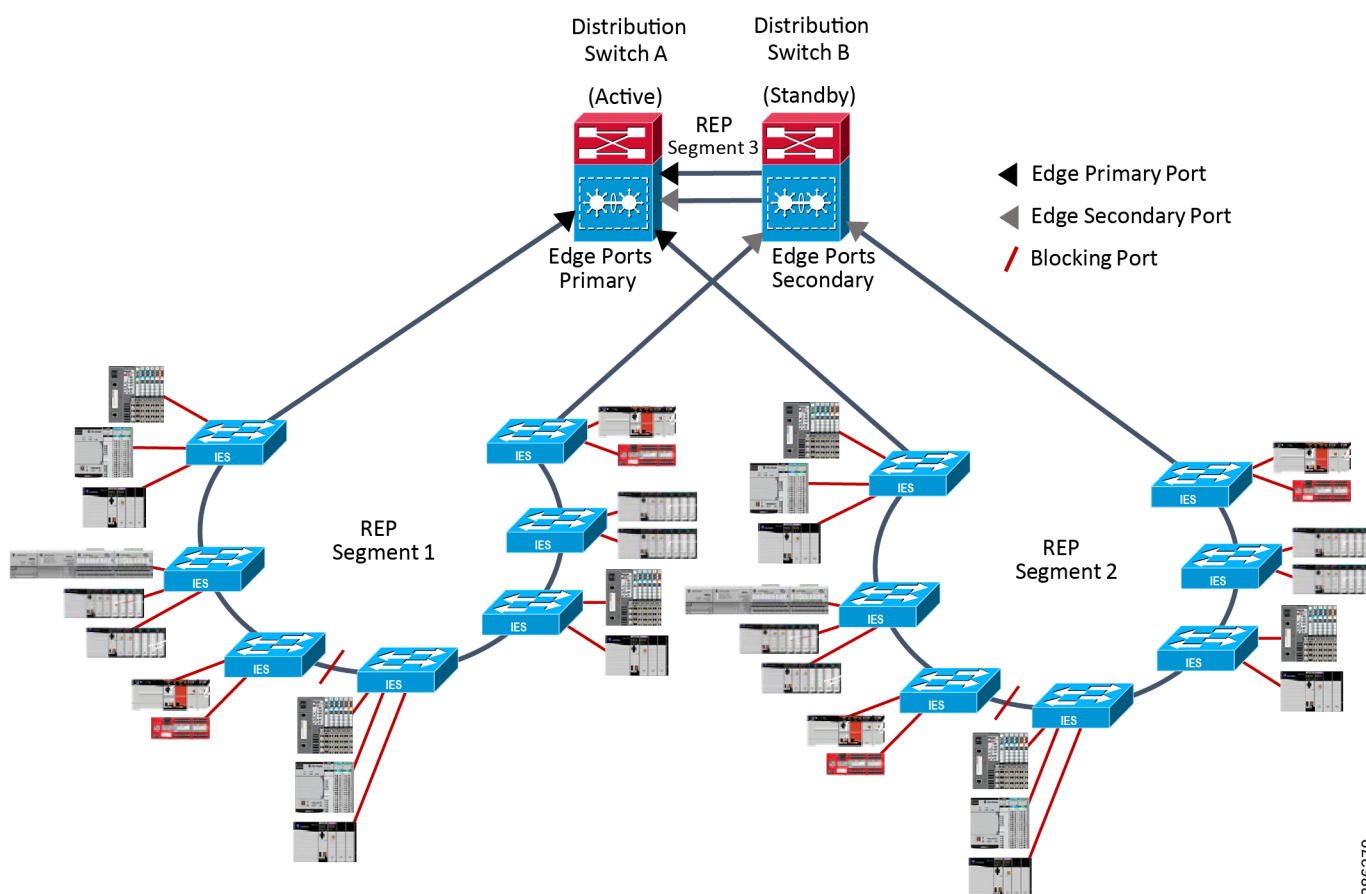 Distribution
Switch A
(Active)
Distribution
Switch B
(Standby)
REP
Segment 3
Edge Primary Port
Edge Secondary Port
Blocking Port
Edge Ports
Primary
Edge Ports
Secondary
IES
IES
IES
IES
IES
IES
IES
REP
Segment 1
IES
IES
IES
IES
IES
IES
IES
REP
Segment 2